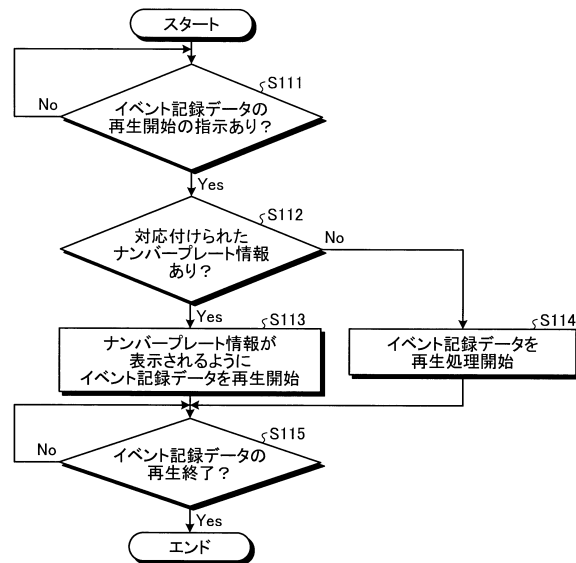 スタート
S111
イベント記録データの
再生開始の指示あり？
No
Yes
S112
対応付けられた
ナンバープレート情報
あり？
No
Yes
S113
ナンバープレート情報が
表示されるように
イベント記録データを再生開始
S114
イベント記録データを
再生処理開始
S115
イベント記録データの
再生終了？
No
Yes
エンド